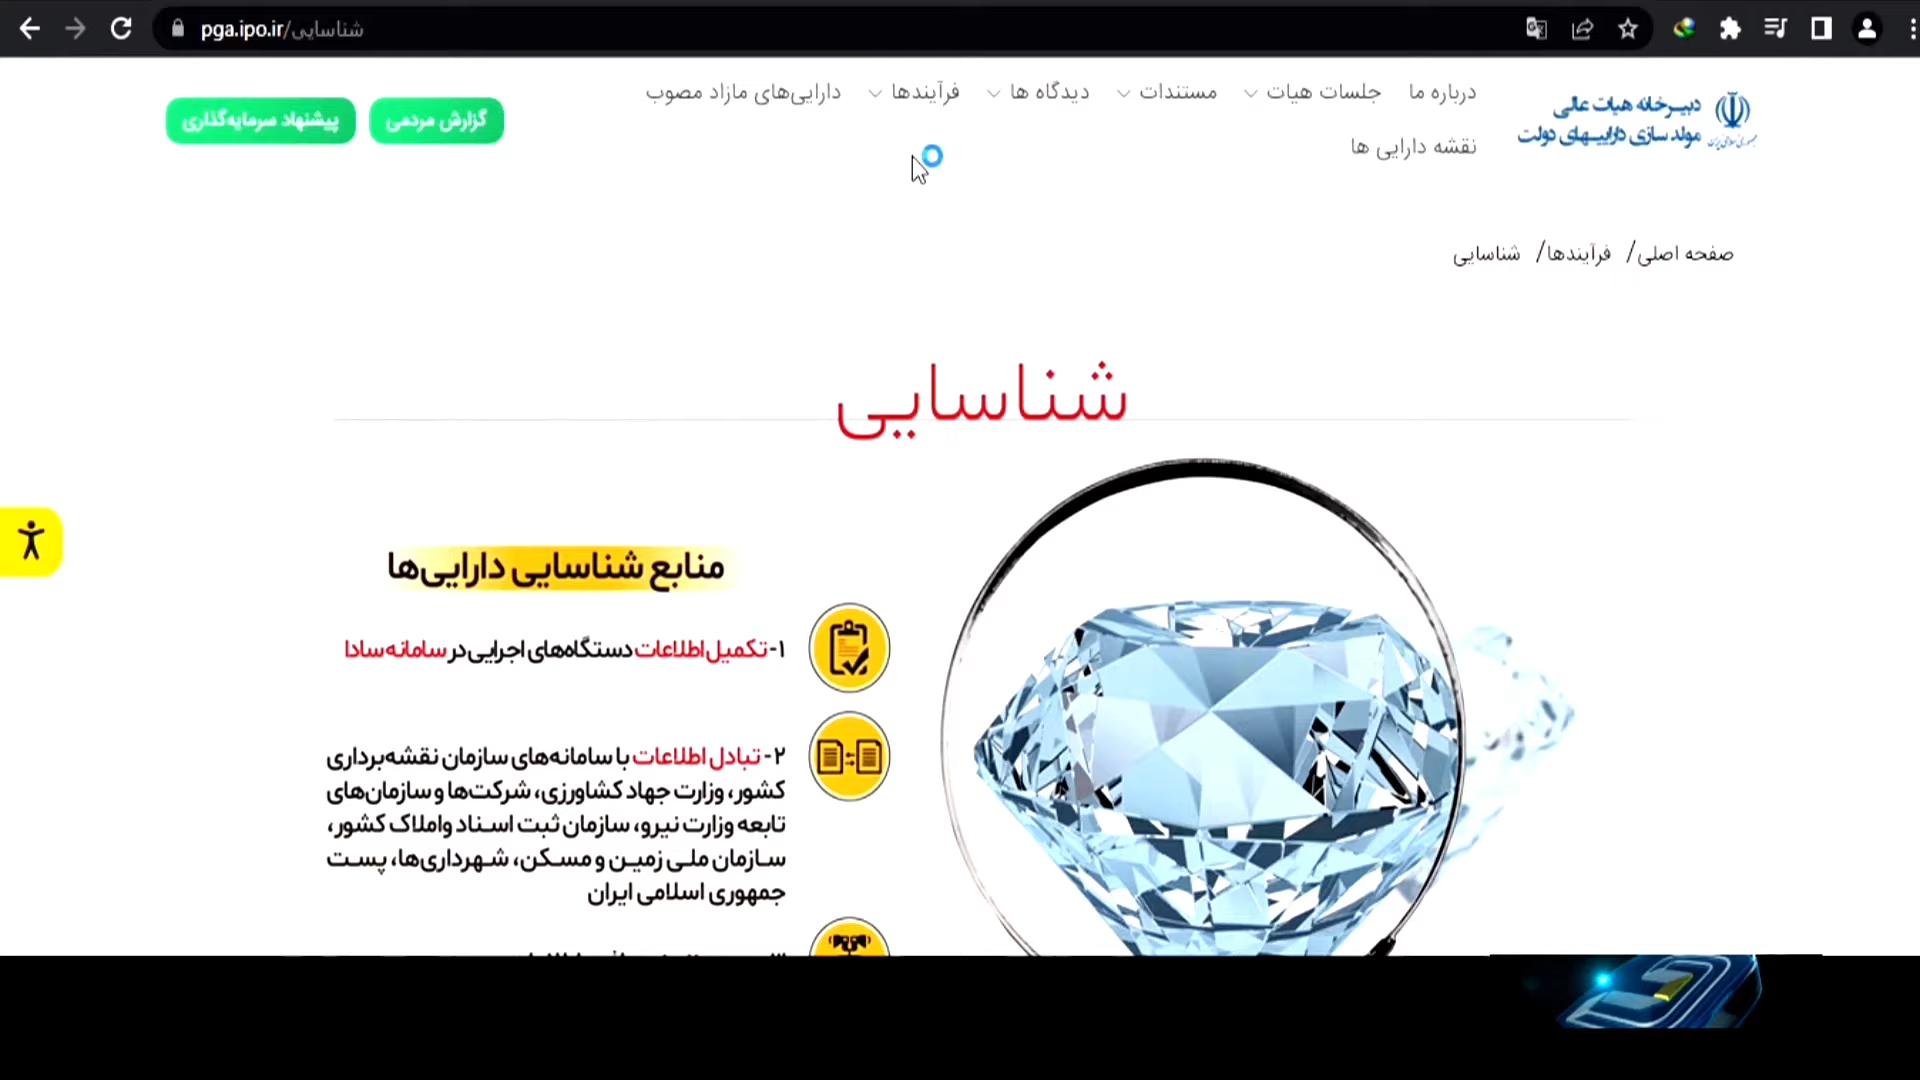 pga.ipo.ir/شناسایی
دبیرخانه هیات عالی
مولد سازی داراییهای دولت
درباره ما
جلسات هیات
مستندات
دیدگاه ها
فرآیندها
دارایی‌های مازاد مصوب
نقشه دارایی ها
گزارش مردمی
پیشنهاد سرمایه‌گذاری
صفحه اصلی/ فرآیندها/ شناسایی
شناسایی
منابع شناسایی دارایی‌ها
۱- تکمیل اطلاعات دستگاه‌های اجرایی در سامانه سادا
۲- تبادل اطلاعات با سامانه‌های سازمان نقشه‌برداری
کشور، وزارت جهاد کشاورزی، شرکت‌ها و سازمان‌های
تابعه وزارت نیرو، سازمان ثبت اسناد واملاک کشور،
سازمان ملی زمین و مسکن، شهرداری‌ها، پست
جمهوری اسلامی ایران